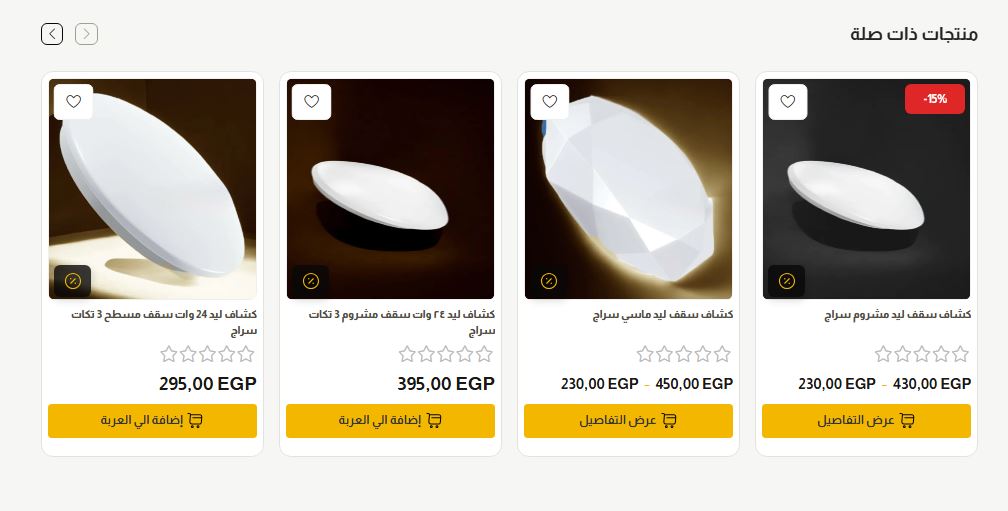 منتجات ذات صلة
-15%
كشاف سقف ليد مشروم سراج
230,00 EGP – 430,00 EGP
عرض التفاصيل
كشاف سقف ليد ماسي سراج
230,00 EGP – 450,00 EGP
عرض التفاصيل
كشاف ليد ٢٤ وات سقف مشروم 3 تكات
سراج
395,00 EGP
إضافة الي العربة
كشاف ليد 24 وات سقف مسطح 3 تكات
سراج
295,00 EGP
إضافة الي العربة